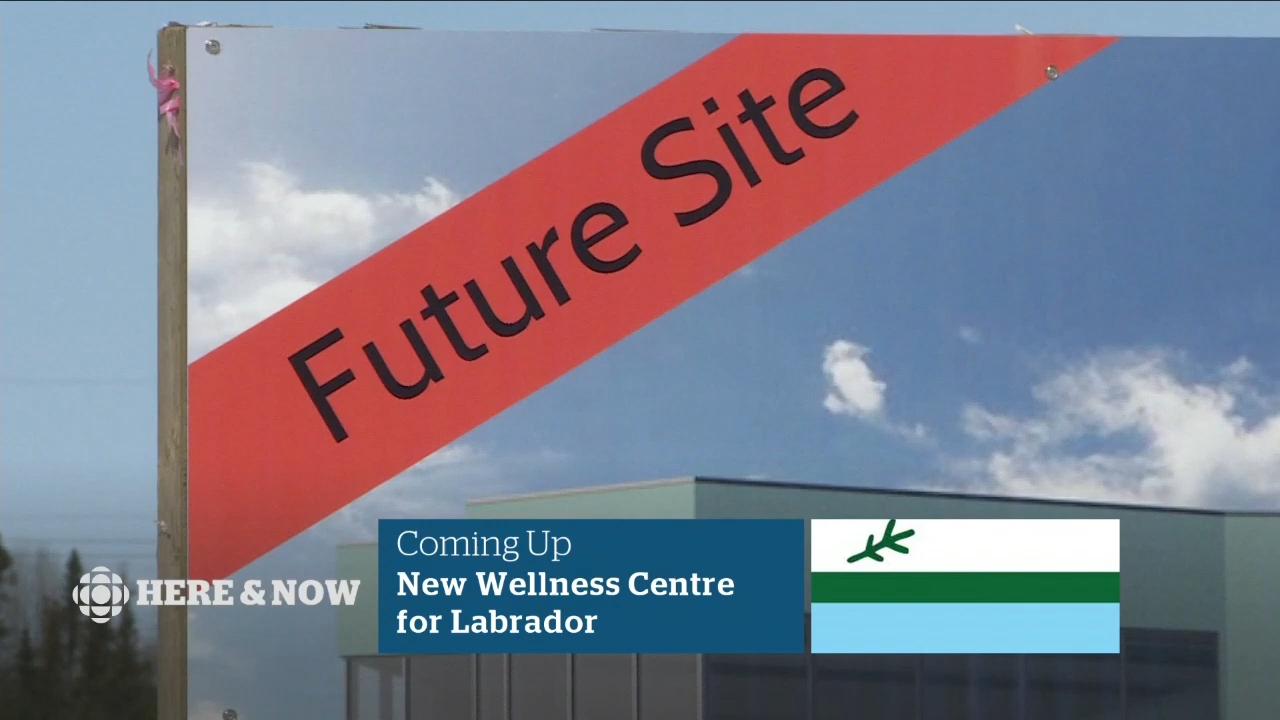 Future Site
Coming Up
New Wellness Centre
for Labrador
HERE & NOW